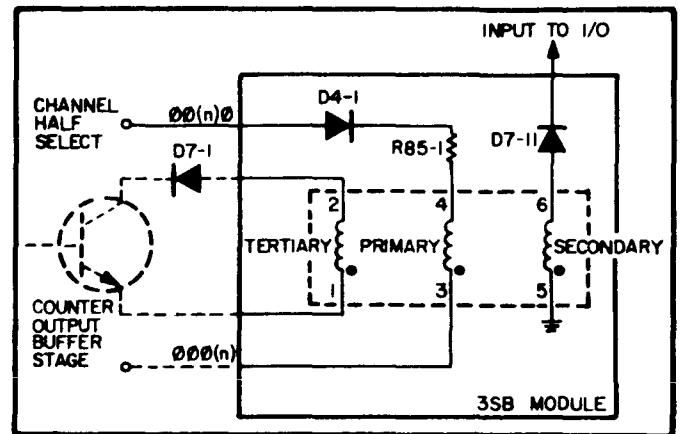 INPUT TO I/O
CHANNEL
HALF
SELECT
ØØ(n)Ø
D4-1
R85-1
D7-11
D7-1
2
4
6
TERTIARY
PRIMARY
SECONDARY
1
3
5
COUNTER
OUTPUT
BUFFER
STAGE
ØØØ(n)
3SB MODULE